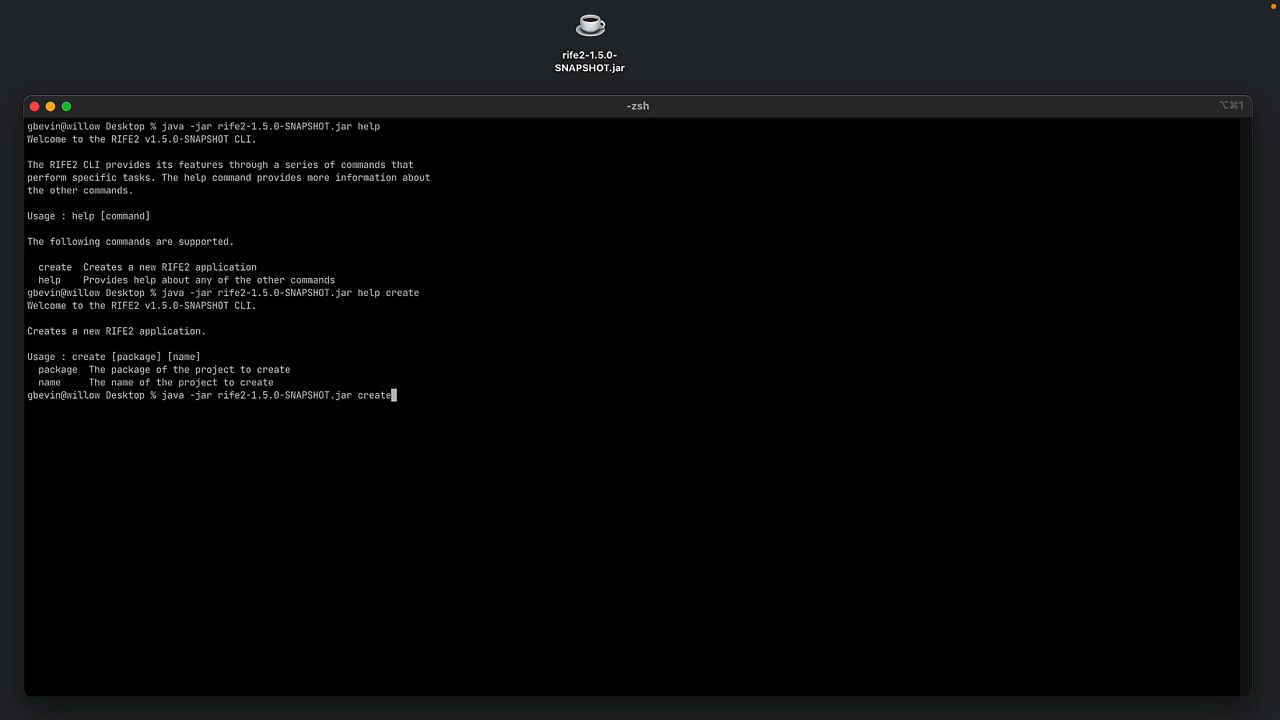 rife2-1.5.0-
SNAPSHOT.jar
-zsh
⌥⌘1
gbevin@willow Desktop % java -jar rife2-1.5.0-SNAPSHOT.jar help
Welcome to the RIFE2 v1.5.0-SNAPSHOT CLI.
The RIFE2 CLI provides its features through a series of commands that
perform specific tasks. The help command provides more information about
the other commands.
Usage : help [command]
The following commands are supported.
create  Creates a new RIFE2 application
help    Provides help about any of the other commands
gbevin@willow Desktop % java -jar rife2-1.5.0-SNAPSHOT.jar help create
Welcome to the RIFE2 v1.5.0-SNAPSHOT CLI.
Creates a new RIFE2 application.
Usage : create [package] [name]
package  The package of the project to create
name     The name of the project to create
gbevin@willow Desktop % java -jar rife2-1.5.0-SNAPSHOT.jar create